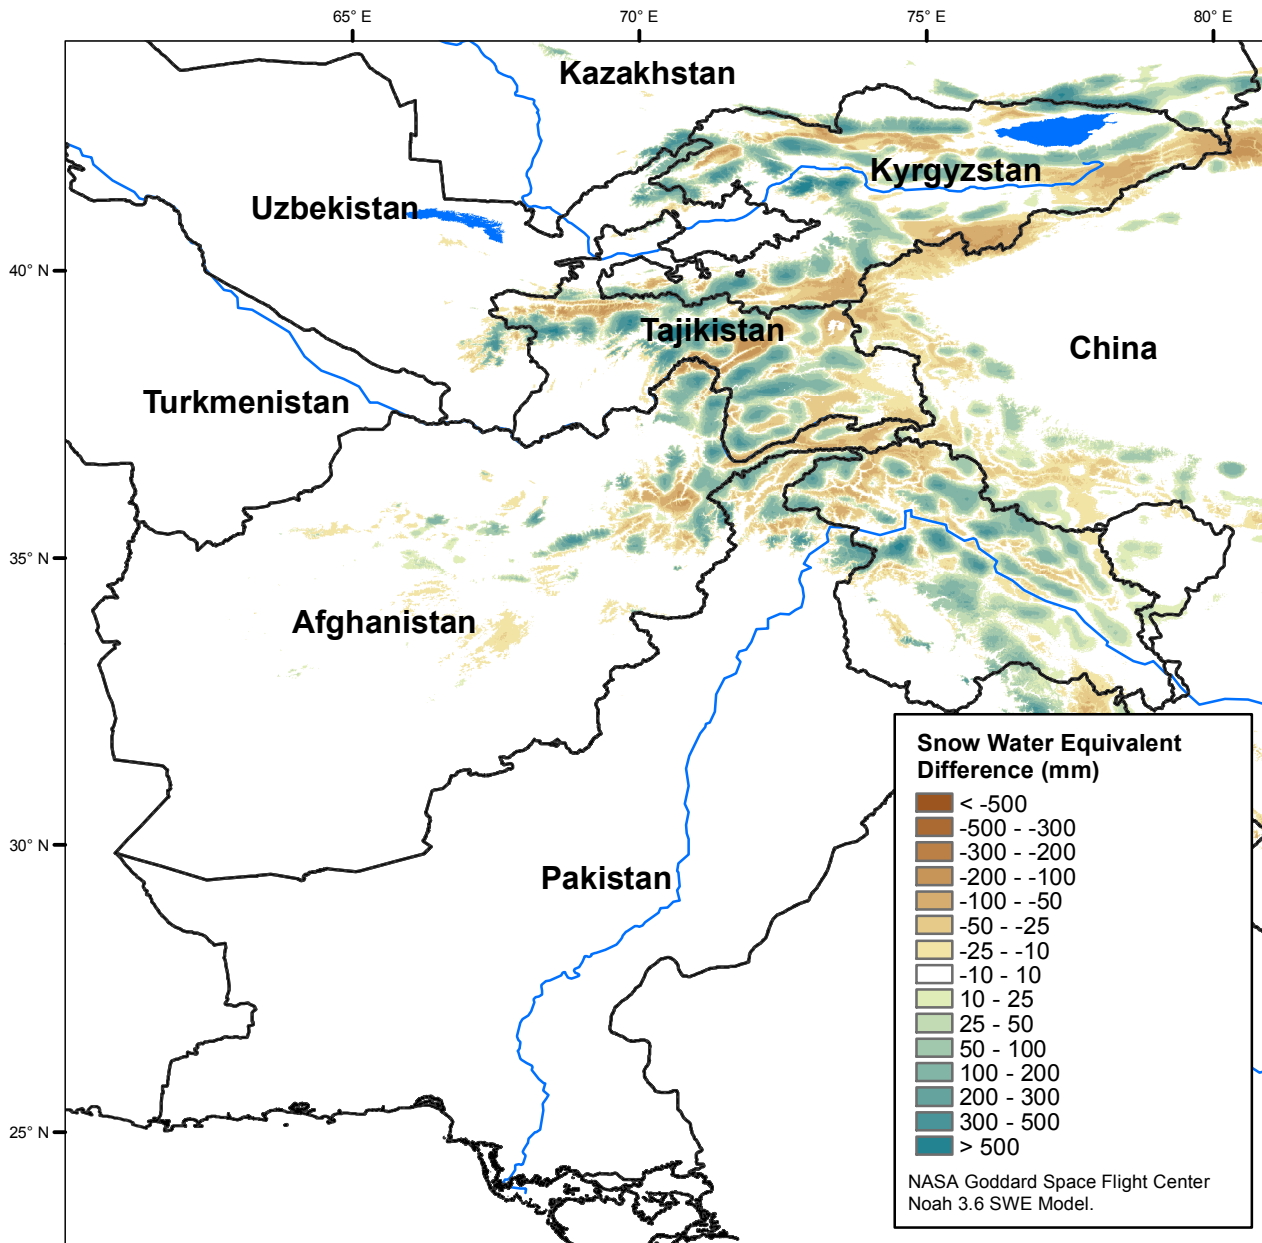 65° E 70° E 75° E 80° E
Kazakhstan
Kyrgyzstan
Uzbekistan
40° N
Tajikistan
China
Turkmenistan
35° N
Afghanistan
Snow Water Equivalent
Difference (mm)
< -500
-500 - -300
-300 - -200
-200 - -100
-100 - -50
-50 - -25
-25 - -10
-10 - 10
10 - 25
25 - 50
50 - 100
100 - 200
200 - 300
300 - 500
> 500
NASA Goddard Space Flight Center
Noah 3.6 SWE Model.
30° N
Pakistan
25° N